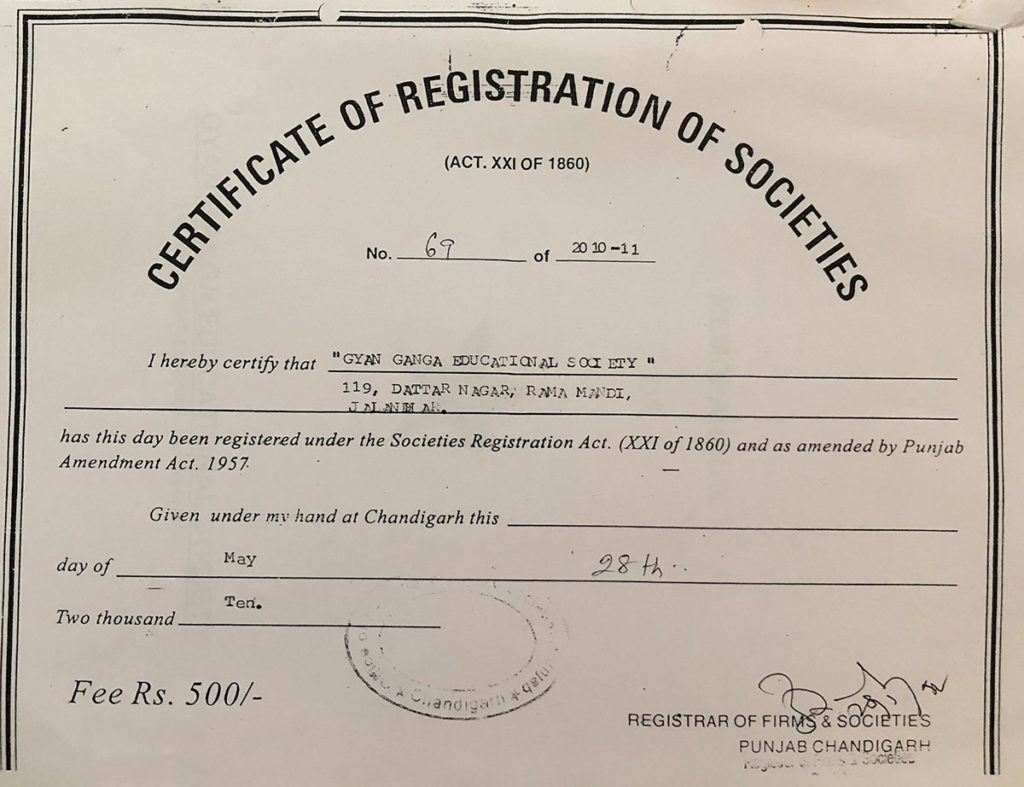 CERTIFICATE OF REGISTRATION OF SOCIETIES
(ACT. XXI OF 1860)
No. 69 of 2010-11
I hereby certify that "GYAN GANGA EDUCATIONAL SOCIETY"
119, DATTAR NAGAR, RAMA MANDI,
JALANDHAR.
has this day been registered under the Societies Registration Act. (XXI of 1860) and as amended by Punjab
Amendment Act. 1957.
Given under my hand at Chandigarh this
day of May 28th..
Two thousand Ten.
Fee Rs. 500/-
Chandigarh
REGISTRAR OF FIRMS & SOCIETIES
PUNJAB CHANDIGARH